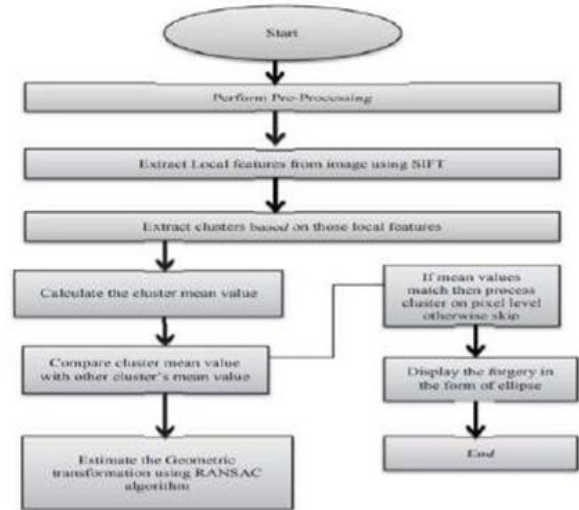 Start
Perform Pre-Processing
Extract Local features from image using SIFT
Extract clusters based on those local features
Calculate the cluster mean value
Compare cluster mean value
with other cluster's mean value
Estimate the Geometric
transformation using RANSAC
algorithm
If mean values
match then process
cluster on pixel level
otherwise skip
Display the forgery in
the form of ellipse
End